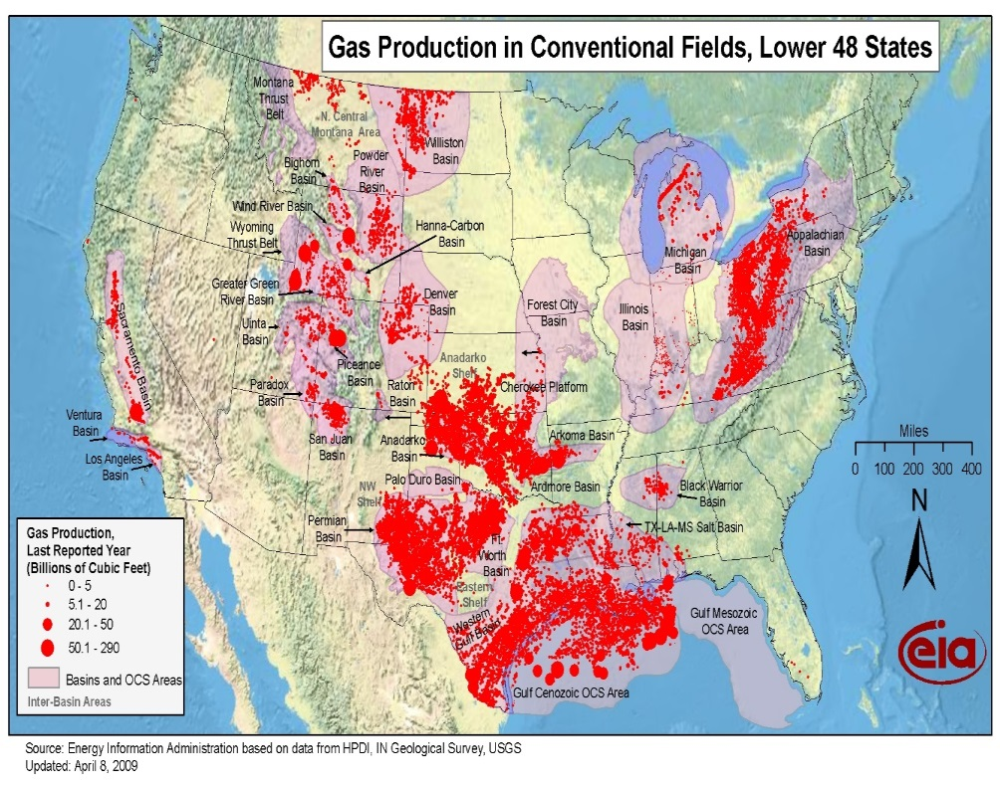 Gas Production in Conventional Fields, Lower 48 States
Montana
Thrust
Belt
N. Central
Montana Area
Williston
Basin
Powder
River
Basin
Bighorn
Basin
Wind River Basin
Wyoming
Thrust Belt
Hanna-Carbon
Basin
Greater Green
River Basin
Denver
Basin
Uinta
Basin
Piceance
Basin
Paradox
Basin
San Juan
Basin
Raton
Basin
Anadarko
Shelf
Anadarko
Basin
Cherokee Platform
Forest City
Basin
Illinois
Basin
Michigan
Basin
Appalachian
Basin
Sacramento Basin
Ventura
Basin
Los Angeles
Basin
Arkoma Basin
Palo Duro Basin
Ardmore Basin
Black Warrior
Basin
NW
Shelf
Permian
Basin
Ft.
Worth
Basin
TX-LA-MS Salt Basin
Eastern
Shelf
Western
Gulf Basin
Gulf Cenozoic OCS Area
Gulf Mesozoic
OCS Area
Miles
0 100 200 300 400
N
eia
Gas Production,
Last Reported Year
(Billions of Cubic Feet)
0 - 5
5.1 - 20
20.1 - 50
50.1 - 290
Basins and OCS Areas
Inter-Basin Areas
Source: Energy Information Administration based on data from HPDI, IN Geological Survey, USGS
Updated: April 8, 2009